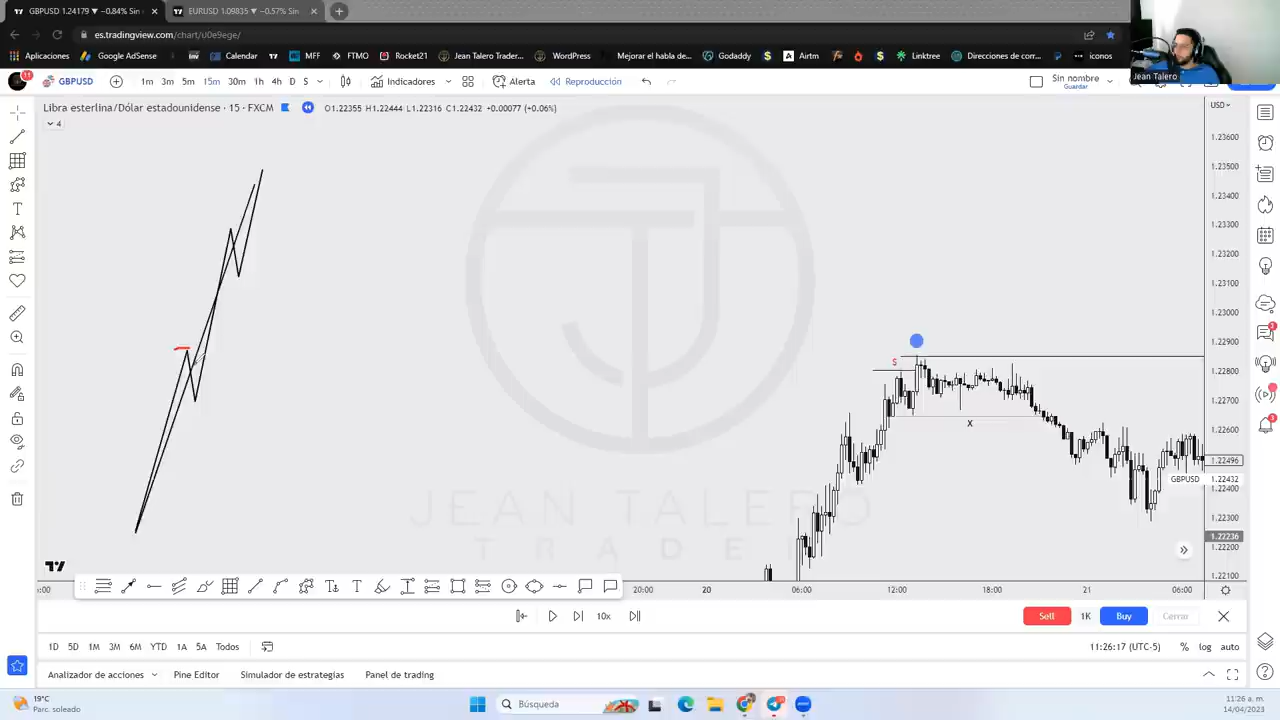 GBPUSD 1.24179 ▼ −0.84% Sin
EURUSD 1.09835 ▼ −0.57% Sin
es.tradingview.com/chart/u0e9ege/
Aplicaciones
Google AdSense
Calendar
MFF
FTMO
Rocket21
Jean Talero Trader...
WordPress
Mejorar el habla de...
Godaddy
Airtm
Linktree
Direcciones de corr...
iconos
Jean Talero
11
GBPUSD
1m 3m 5m 15m 30m 1h 4h D S
Indicadores
Alerta
Reproducción
Sin nombre
Guardar
Libra esterlina/Dólar estadounidense · 15 · FXCM
O1.22355 H1.22444 L1.22316 C1.22432 +0.00077 (+0.06%)
4
USD
1.23600
1.23500
1.23400
1.23300
1.23200
1.23100
1.23000
1.22900
1.22800
1.22700
1.22600
1.22496
GBPUSD 1.22432
1.22400
1.22300
1.22236
1.22200
1.22100
S
X
JEAN TALERO
TRADE
:00
20:00
20
06:00
12:00
18:00
21
06:00
10x
Sell
1K
Buy
Cerrar
1D 5D 1M 3M 6M YTD 1A 5A Todos
11:26:17 (UTC-5)
% log auto
Analizador de acciones
Pine Editor
Simulador de estrategias
Panel de trading
19°C
Parc. soleado
Búsqueda
11:26 a. m.
14/04/2023